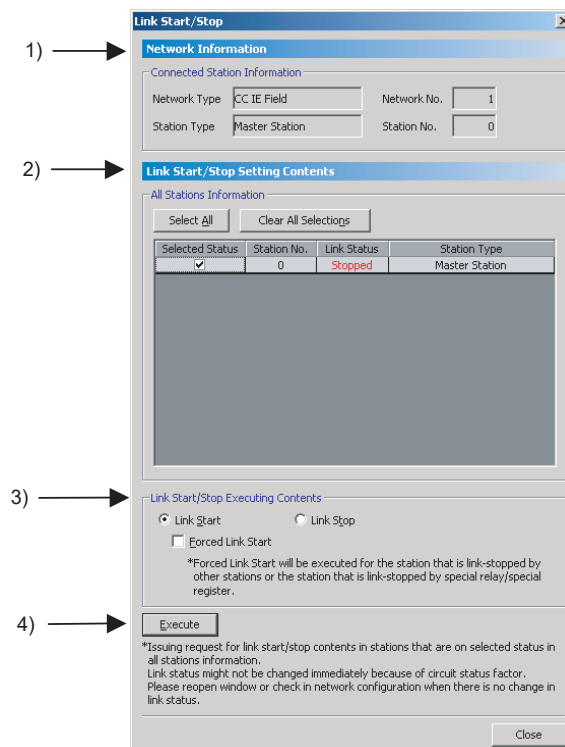 Link Start/Stop
1)
Network Information
Connected Station Information
Network Type CC IE Field Network No. 1
Station Type Master Station Station No. 0
2)
Link Start/Stop Setting Contents
All Stations Information
Select All Clear All Selections
Selected Status Station No. Link Status Station Type
0 Stopped Master Station
3)
Link Start/Stop Executing Contents
Link Start Link Stop
Forced Link Start
*Forced Link Start will be executed for the station that is link-stopped by
other stations or the station that is link-stopped by special relay/special
register.
4)
Execute
*Issuing request for link start/stop contents in stations that are on selected status in
all stations information.
Link status might not be changed immediately because of circuit status factor.
Please reopen window or check in network configuration when there is no change in
link status.
Close